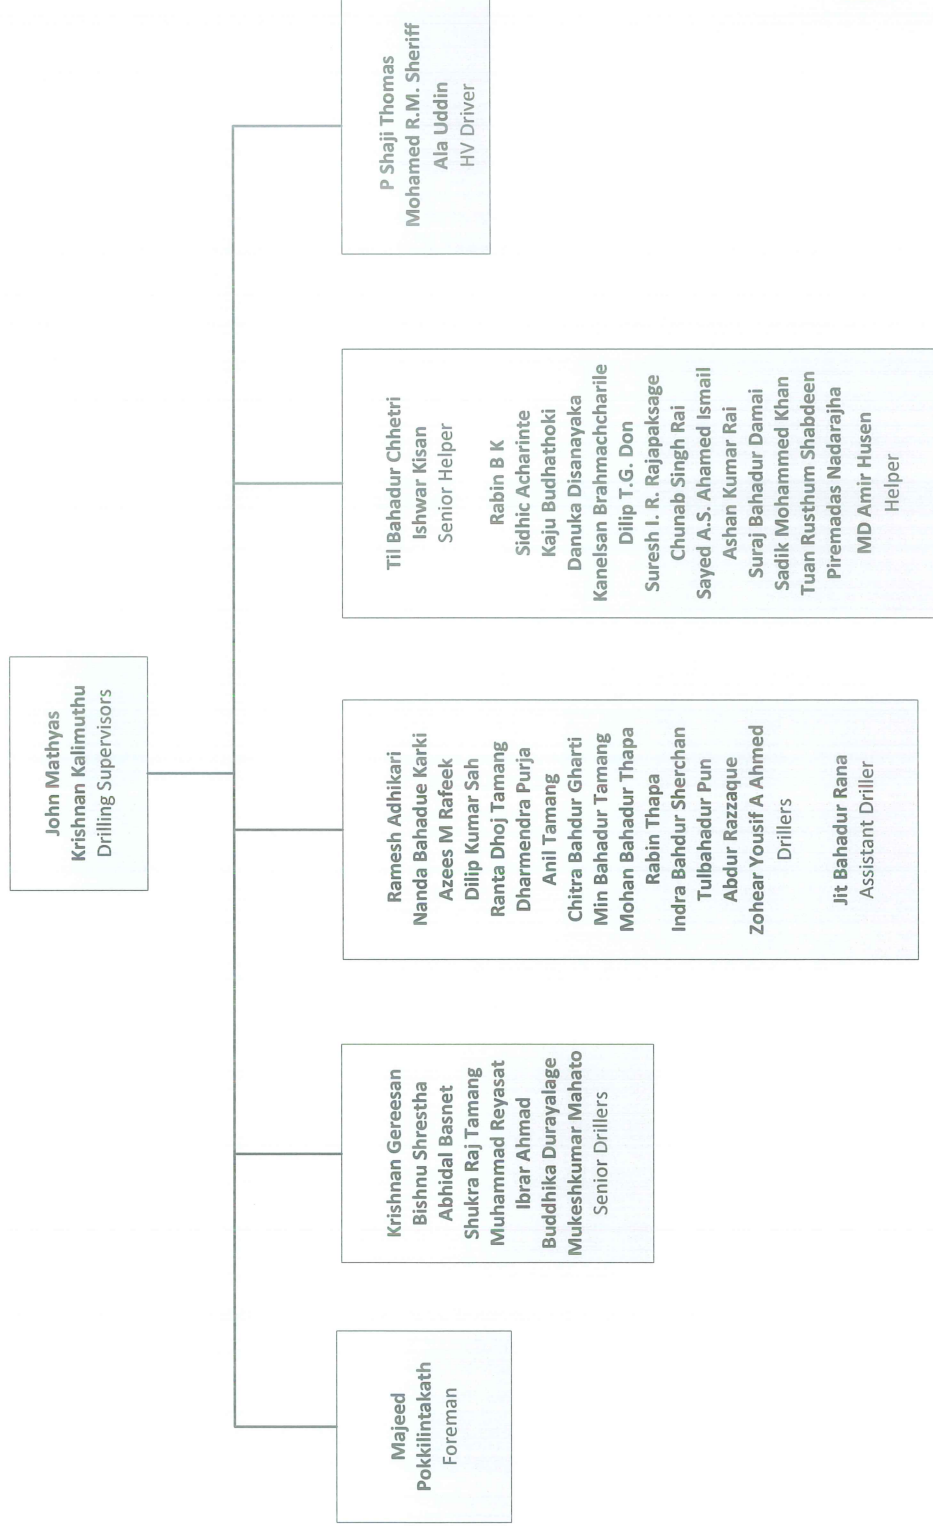 John Mathyas
Krishnan Kalimuthu
Drilling Supervisors
Majeed
Pokkilintakath
Foreman
Krishnan Gereesan
Bishnu Shrestha
Abhidal Basnet
Shukra Raj Tamang
Muhammad Reyasat
Ibrar Ahmad
Buddhika Durayalage
Mukeshkumar Mahato
Senior Drillers
Ramesh Adhikari
Nanda Bahadue Karki
Azees M Rafeek
Dilip Kumar Sah
Ranta Dhoj Tamang
Dharmendra Purja
Anil Tamang
Chitra Bahdur Gharti
Min Bahadur Tamang
Mohan Bahadur Thapa
Rabin Thapa
Indra Bahdur Sherchan
Tulbahadur Pun
Abdur Razzaque
Zohear Yousif A Ahmed
Drillers
Jit Bahadur Rana
Assistant Driller
Til Bahadur Chhetri
Ishwar Kisan
Senior Helper
Rabin B K
Sidhic Acharinte
Kaju Budhathoki
Danuka Disanayaka
Kanelsan Brahmachcharile
Dilip T.G. Don
Suresh I. R. Rajapaksage
Chunab Singh Rai
Sayed A.S. Ahamed Ismail
Ashan Kumar Rai
Suraj Bahadur Damai
Sadik Mohammed Khan
Tuan Rusthum Shabdeen
Piremadas Nadarajha
MD Amir Husen
Helper
P Shaji Thomas
Mohamed R.M. Sheriff
Ala Uddin
HV Driver